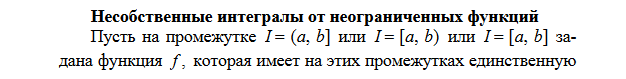 Несобственные интегралы от неограниченных функций
Пусть на промежутке I = (a, b] или I = [a, b) или I = [a, b] за-
дана функция f, которая имеет на этих промежутках единственную